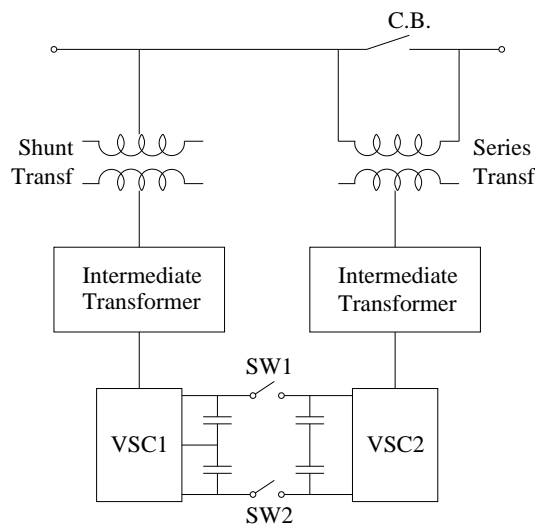 C.B.
Shunt
Transf
Series
Transf
Intermediate
Transformer
Intermediate
Transformer
SW1
VSC1
VSC2
SW2